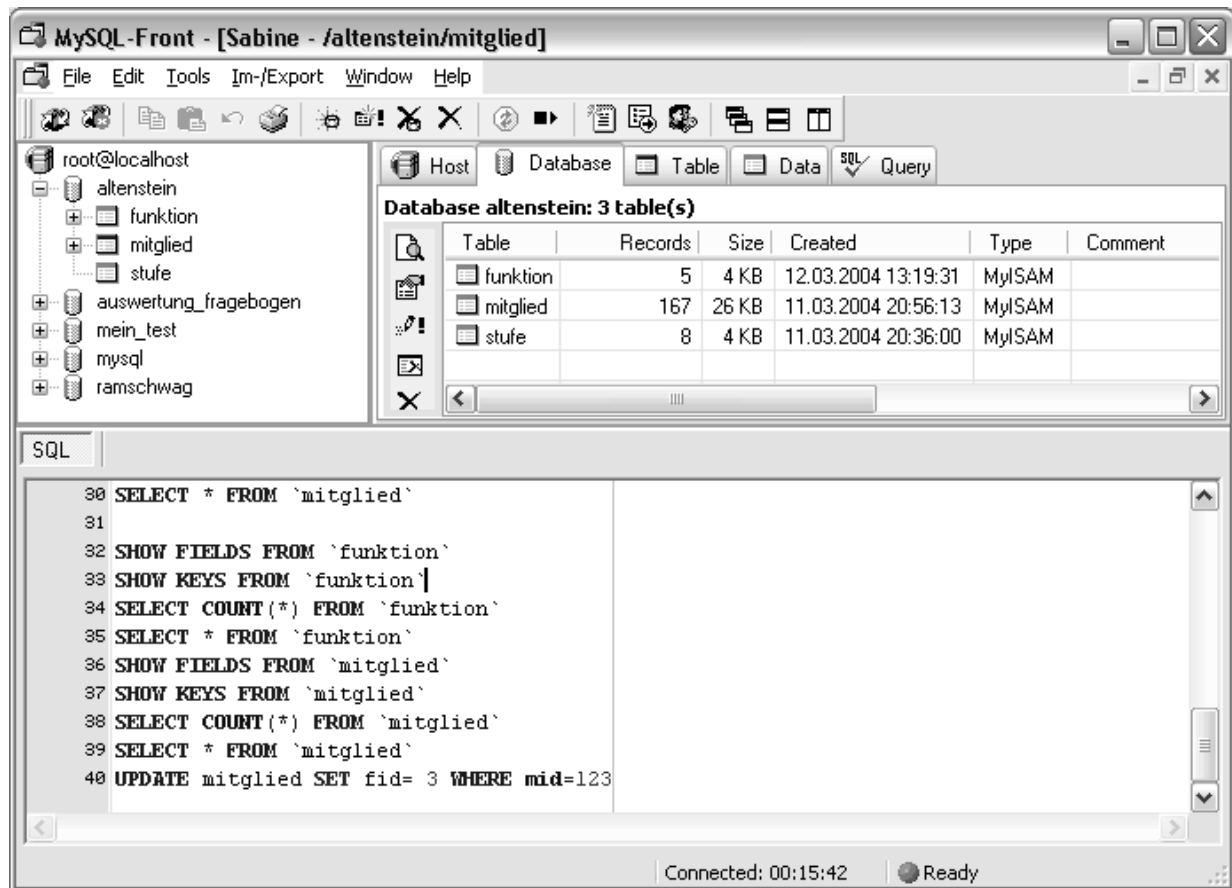 MySQL-Front - [Sabine - /altenstein/mitglied]
File Edit Tools Im-/Export Window Help
root@localhost
altenstein
funktion
mitglied
stufe
auswertung_fragebogen
mein_test
mysql
ramschwag
Host Database Table Data SQL Query
Database altenstein: 3 table(s)
Table Records Size Created Type Comment
funktion 5 4 KB 12.03.2004 13:19:31 MyISAM
mitglied 167 26 KB 11.03.2004 20:56:13 MyISAM
stufe 8 4 KB 11.03.2004 20:36:00 MyISAM
SQL
30 SELECT * FROM `mitglied`
31
32 SHOW FIELDS FROM `funktion`
33 SHOW KEYS FROM `funktion`
34 SELECT COUNT(*) FROM `funktion`
35 SELECT * FROM `funktion`
36 SHOW FIELDS FROM `mitglied`
37 SHOW KEYS FROM `mitglied`
38 SELECT COUNT(*) FROM `mitglied`
39 SELECT * FROM `mitglied`
40 UPDATE mitglied SET fid= 3 WHERE mid=123
Connected: 00:15:42 Ready